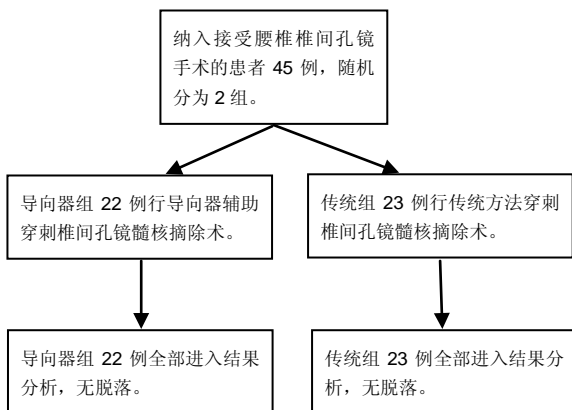 纳入接受腰椎椎间孔镜
手术的患者 45 例，随机
分为 2 组。
导向器组 22 例行导向器辅助
穿刺椎间孔镜髓核摘除术。
传统组 23 例行传统方法穿刺
椎间孔镜髓核摘除术。
导向器组 22 例全部进入结果
分析，无脱落。
传统组 23 例全部进入结果分
析，无脱落。